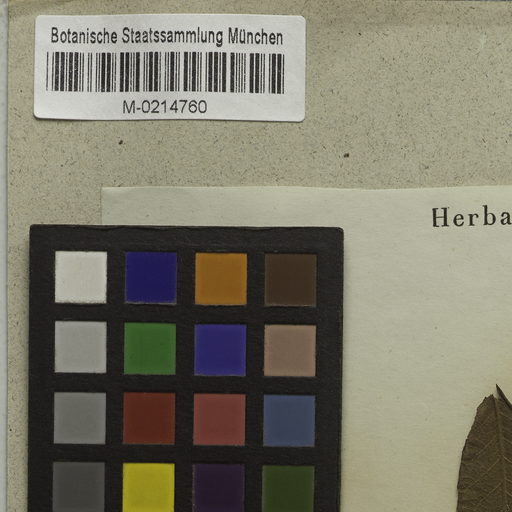 Botanische Staatssammlung München
M-0214760
Herba